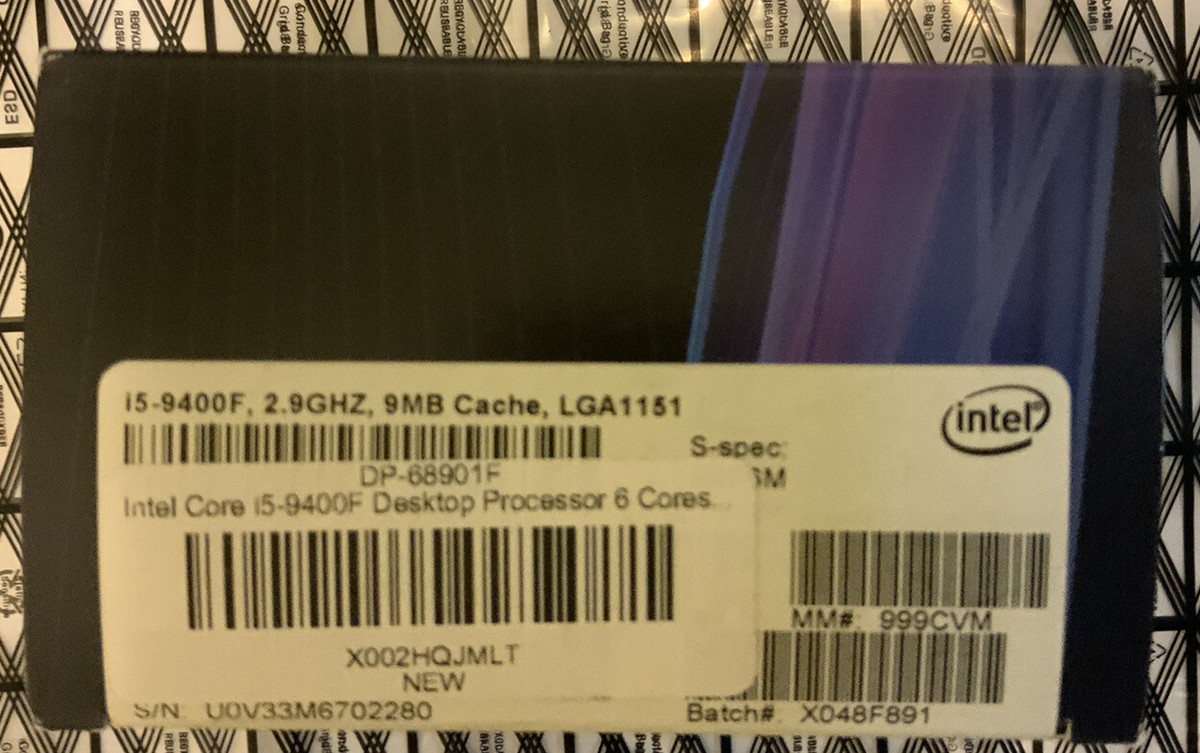 i5-9400F, 2.9GHZ, 9MB Cache, LGA1151
intel
S-spec:
DP-68901F
Intel Core i5-9400F Desktop Processor 6 Cores...
MM#: 999CVM
X002HQJMLT
NEW
S/N: U0V33M6702280
Batch#: X048F891